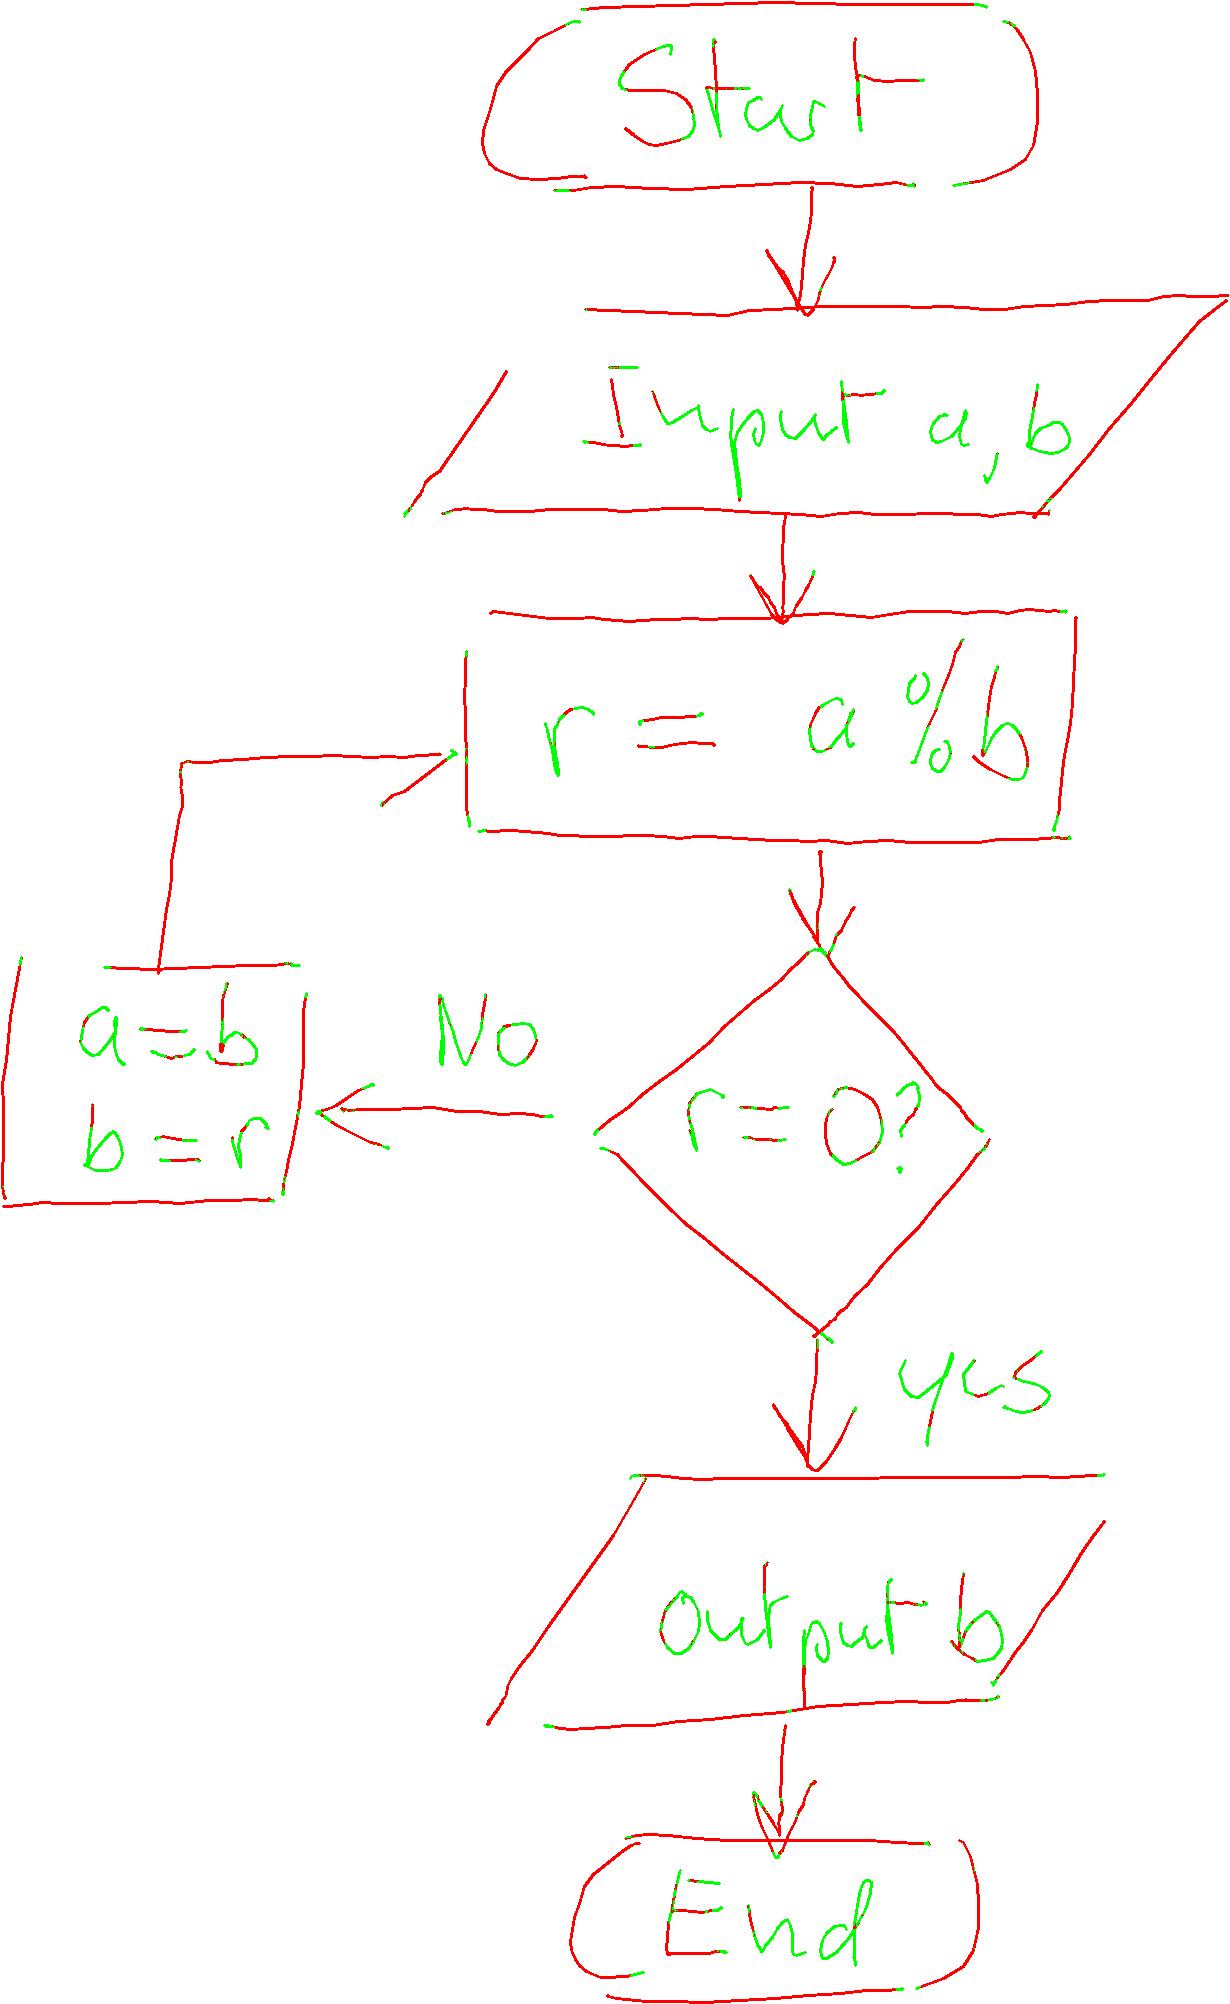 Start
Input a, b
r = a % b
a = b
b = r
No
r = 0?
yes
Output b
End